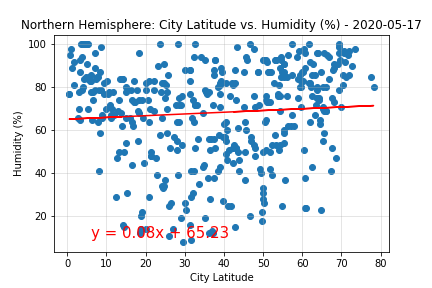 Northern Hemisphere: City Latitude vs. Humidity (%) - 2020-05-17
100
80
60
40
20
Humidity (%)
y = 0.08x + 65.23
0 10 20 30 40 50 60 70 80
City Latitude